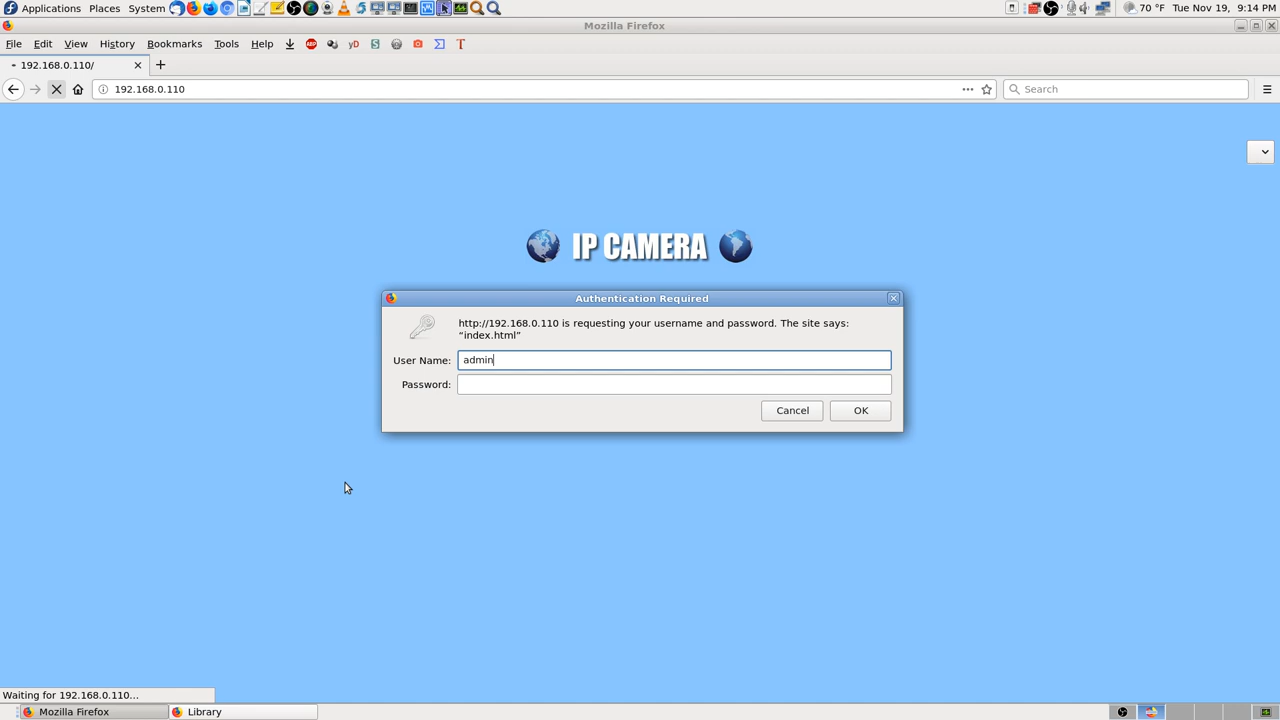 Applications Places System 70 °F Tue Nov 19, 9:14 PM
Mozilla Firefox
File Edit View History Bookmarks Tools Help ABP yD S Σ T
192.168.0.110/
192.168.0.110 Search
IP CAMERA
Authentication Required
http://192.168.0.110 is requesting your username and password. The site says:
“index.html”
User Name: admin
Password:
Cancel OK
Waiting for 192.168.0.110...
Mozilla Firefox Library